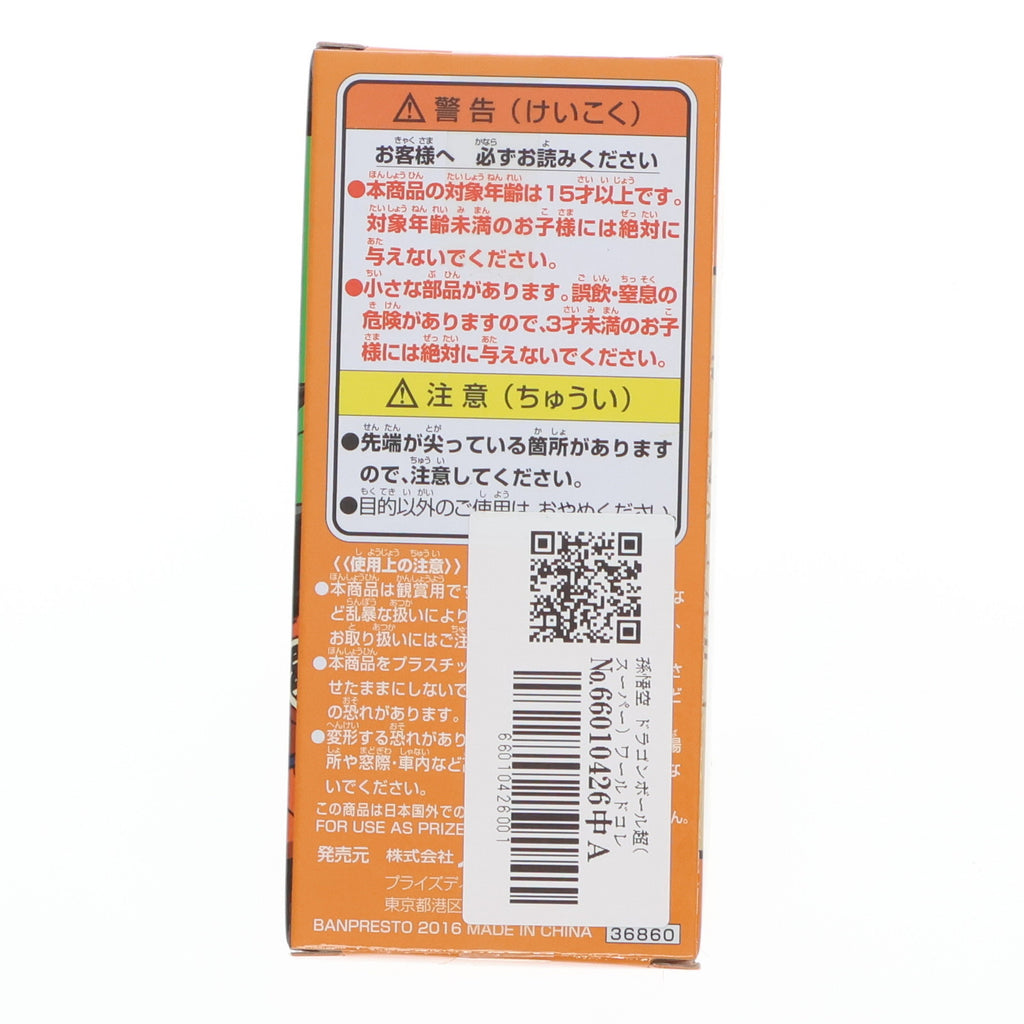 ⚠警告（けいこく）
お客様へ 必ずお読みください
●本商品の対象年齢は15才以上です。
対象年齢未満のお子様には絶対に
与えないでください。
●小さな部品があります。誤飲・窒息の
危険がありますので、3才未満のお子
様には絶対に与えないでください。
⚠注意（ちゅうい）
●先端が尖っている箇所があります
ので、注意してください。
●目的以外のご使用は、おやめください。
《使用上の注意》
●本商品は観賞用です
な
ど乱暴な扱いにより
お取り扱いにはご注
●本商品をプラスチッ
せたままにしないで
の恐れがあります。
●変形する恐れがあり
所や窓際・車内など
な
いでください。
この商品は日本国外での
ん。
FOR USE AS PRIZE
発売元 株式会社
プライズデ
東京都港区
BANPRESTO 2016 MADE IN CHINA
36860
孫悟空 ドラゴンボール超(
スーパー) ワールドコレ
No.66010426中A
66010426001